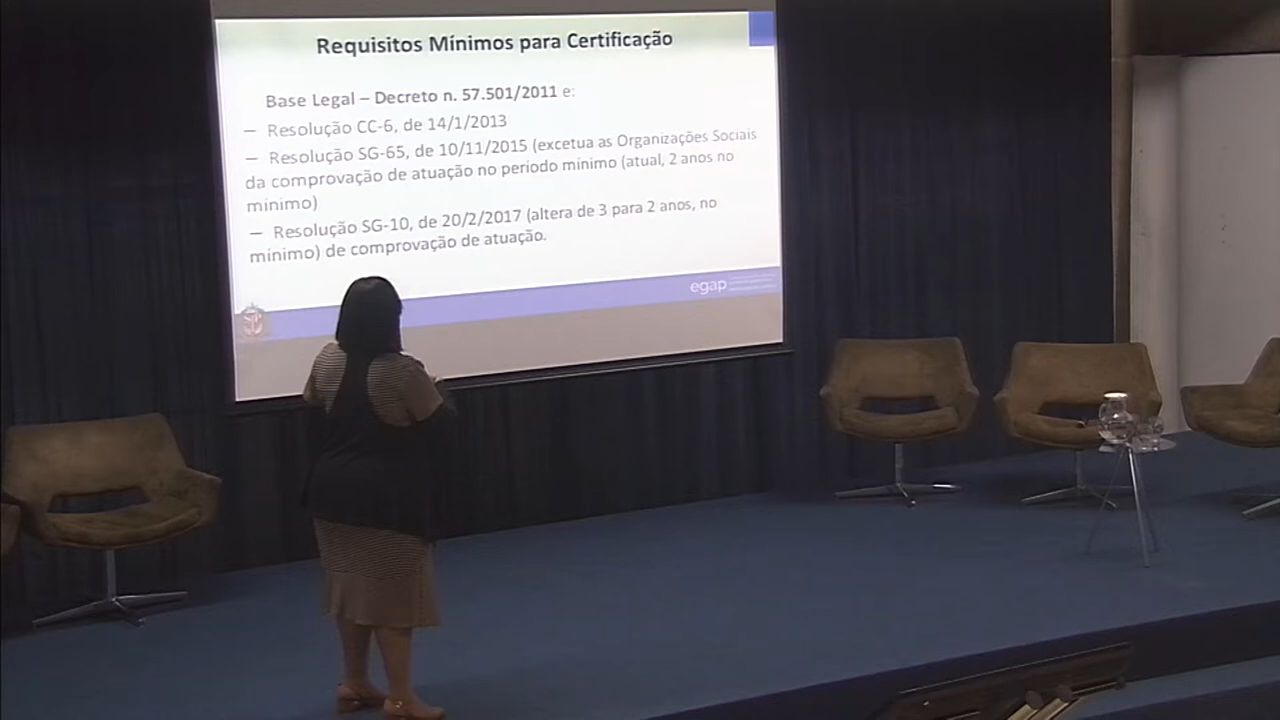 Requisitos Mínimos para Certificação
Base Legal – Decreto n. 57.501/2011 e:
– Resolução CC-6, de 14/1/2013
– Resolução SG-65, de 10/11/2015 (excetua as Organizações Sociais
da comprovação de atuação no periodo mínimo (atual, 2 anos no
minimo)
– Resolução SG-10, de 20/2/2017 (altera de 3 para 2 anos, no
minimo) de comprovação de atuação.
egap